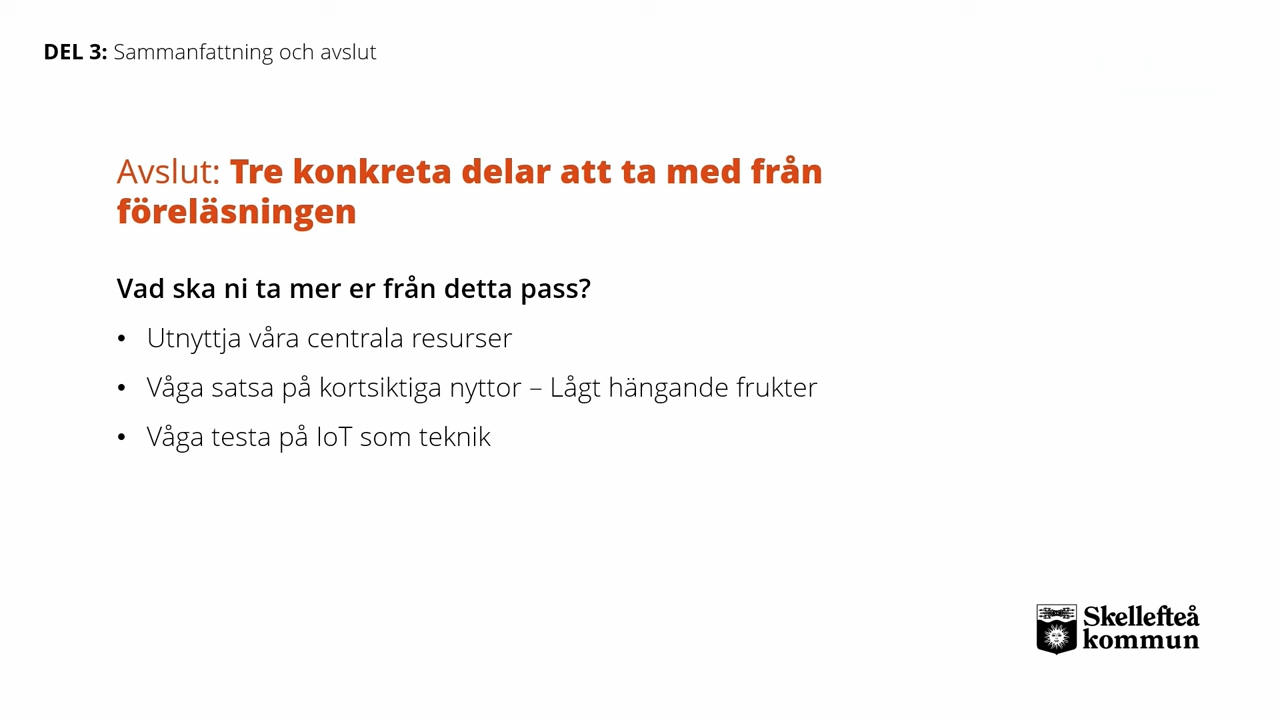 DEL 3: Sammanfattning och avslut
Avslut: Tre konkreta delar att ta med från
föreläsningen
Vad ska ni ta mer er från detta pass?
• Utnyttja våra centrala resurser
• Våga satsa på kortsiktiga nyttor – Lågt hängande frukter
• Våga testa på IoT som teknik
Skellefteå
kommun